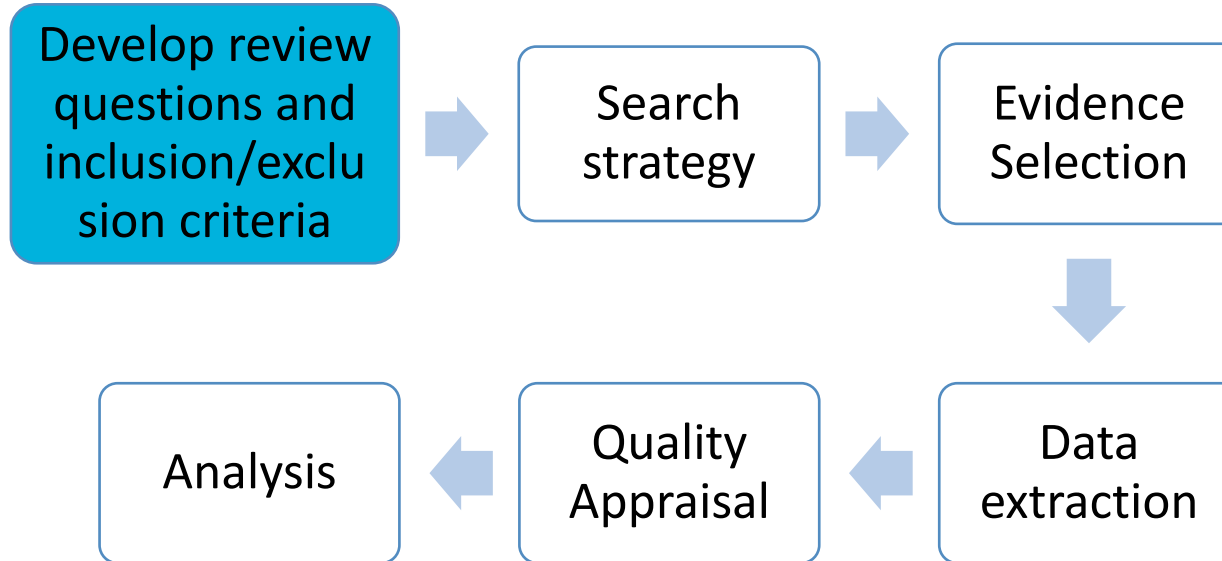 Develop review
questions and
inclusion/exclu
sion criteria
Search
strategy
Evidence
Selection
Data
extraction
Quality
Appraisal
Analysis